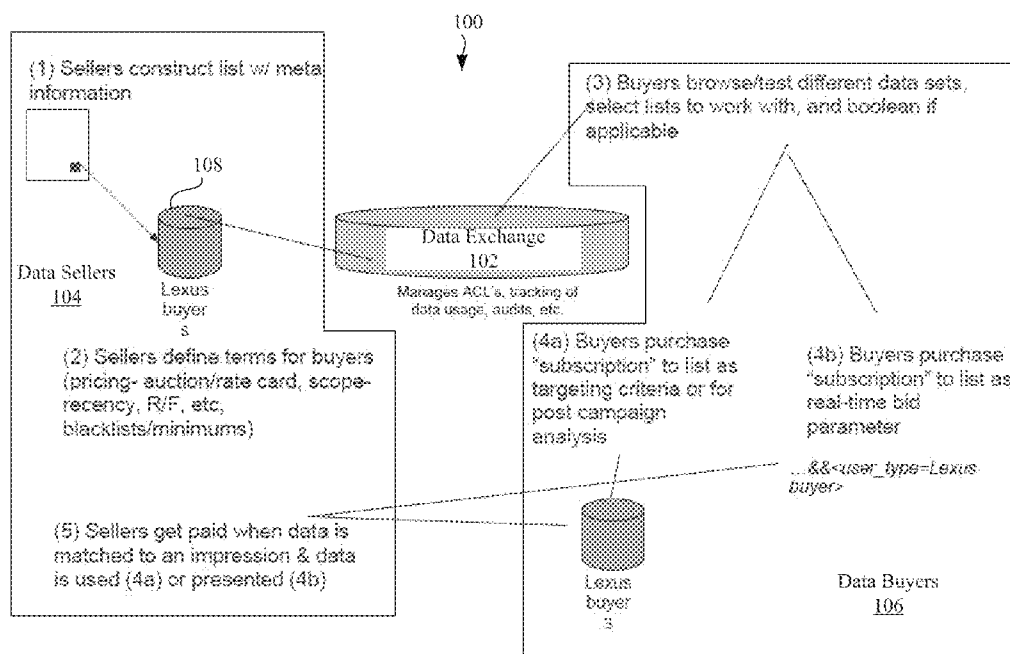 100
(1) Sellers construct list w/ meta
information
108
Data Sellers
104
Lexus
buyer
s
(2) Sellers define terms for buyers
(pricing- auction/rate card, scope-
recency, R/F, etc,
blacklists/minimums)
(5) Sellers get paid when data is
matched to an impression & data
is used (4a) or presented (4b)
Data Exchange
102
Manages ACL's, tracking of
data usage, audits, etc.
(3) Buyers browse/test different data sets,
select lists to work with, and boolean if
applicable
(4a) Buyers purchase
"subscription" to list as
targeting criteria or for
post campaign
analysis
(4b) Buyers purchase
"subscription" to list as
real-time bid
parameter
...&&<user_type=Lexus
buyer>
Lexus
buyer
s
Data Buyers
106